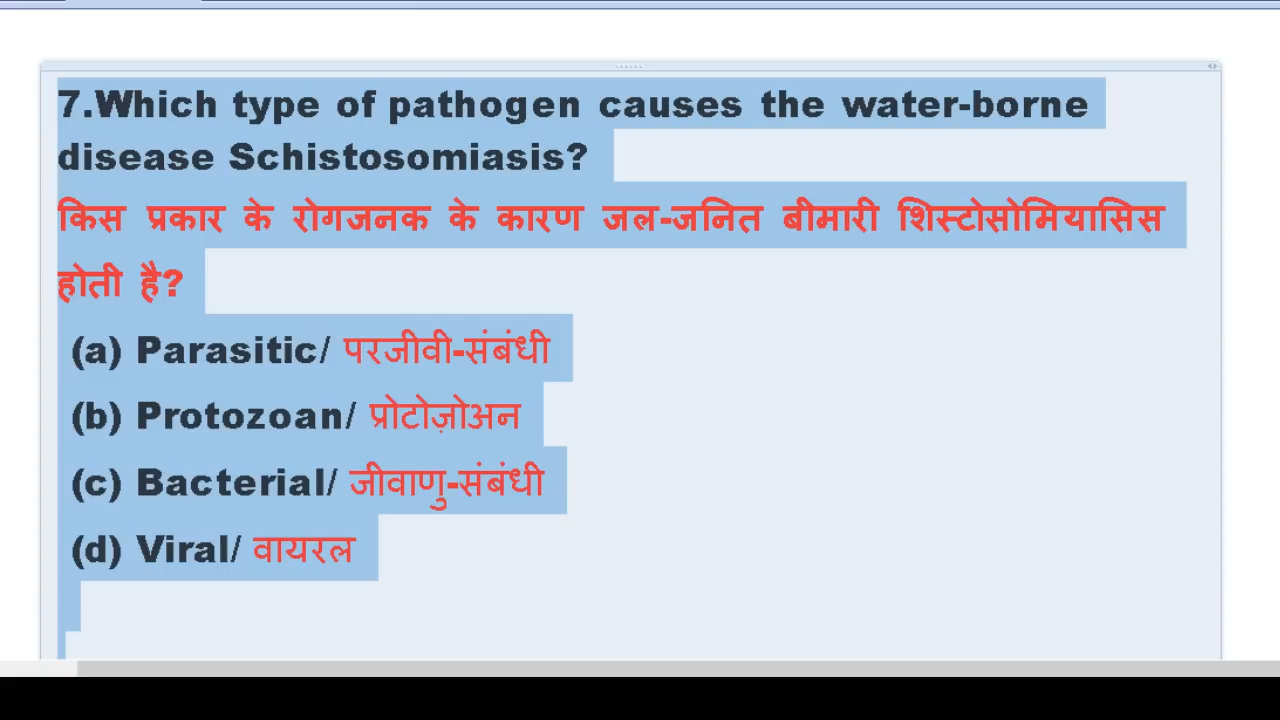 7.Which type of pathogen causes the water-borne
disease Schistosomiasis?
किस प्रकार के रोगजनक के कारण जल-जनित बीमारी शिस्टोसोमियासिस
होती है?
(a) Parasitic/ परजीवी-संबंधी
(b) Protozoan/ प्रोटोज़ोअन
(c) Bacterial/ जीवाणु-संबंधी
(d) Viral/ वायरल